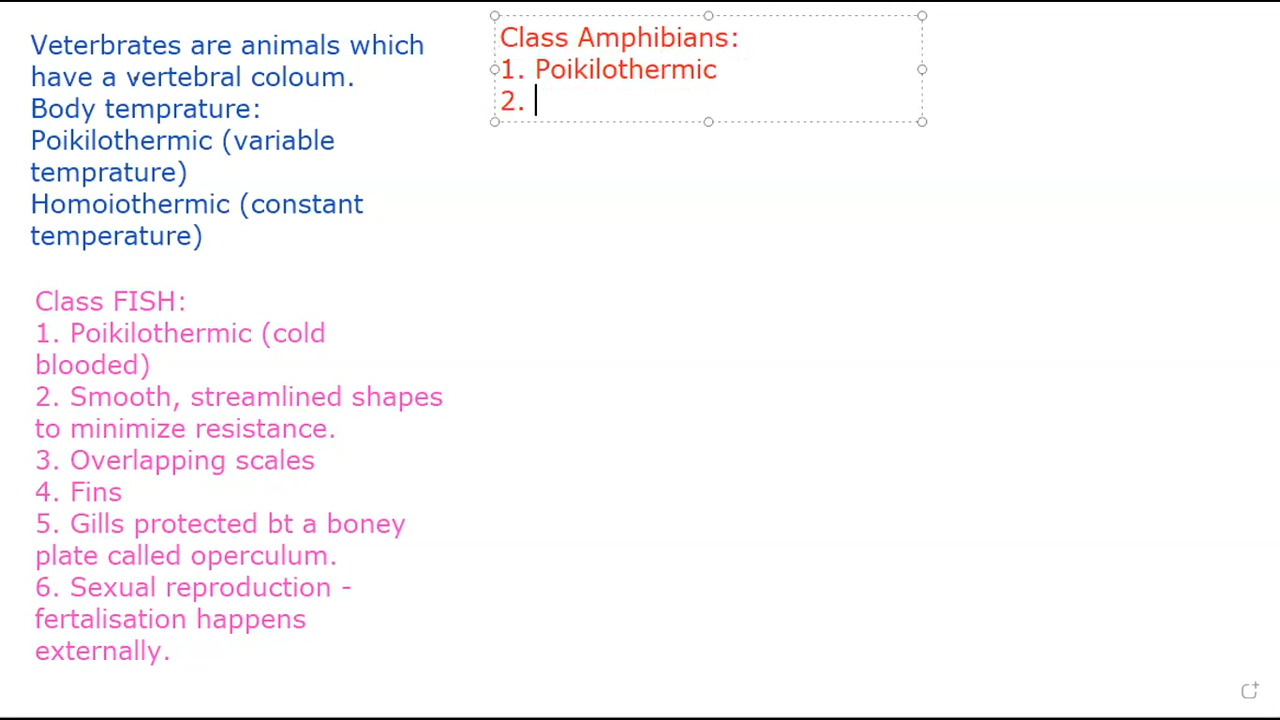 Veterbrates are animals which
have a vertebral coloum.
Body temprature:
Poikilothermic (variable
temprature)
Homoiothermic (constant
temperature)
Class FISH:
1. Poikilothermic (cold
blooded)
2. Smooth, streamlined shapes
to minimize resistance.
3. Overlapping scales
4. Fins
5. Gills protected bt a boney
plate called operculum.
6. Sexual reproduction -
fertalisation happens
externally.
Class Amphibians:
1. Poikilothermic
2.